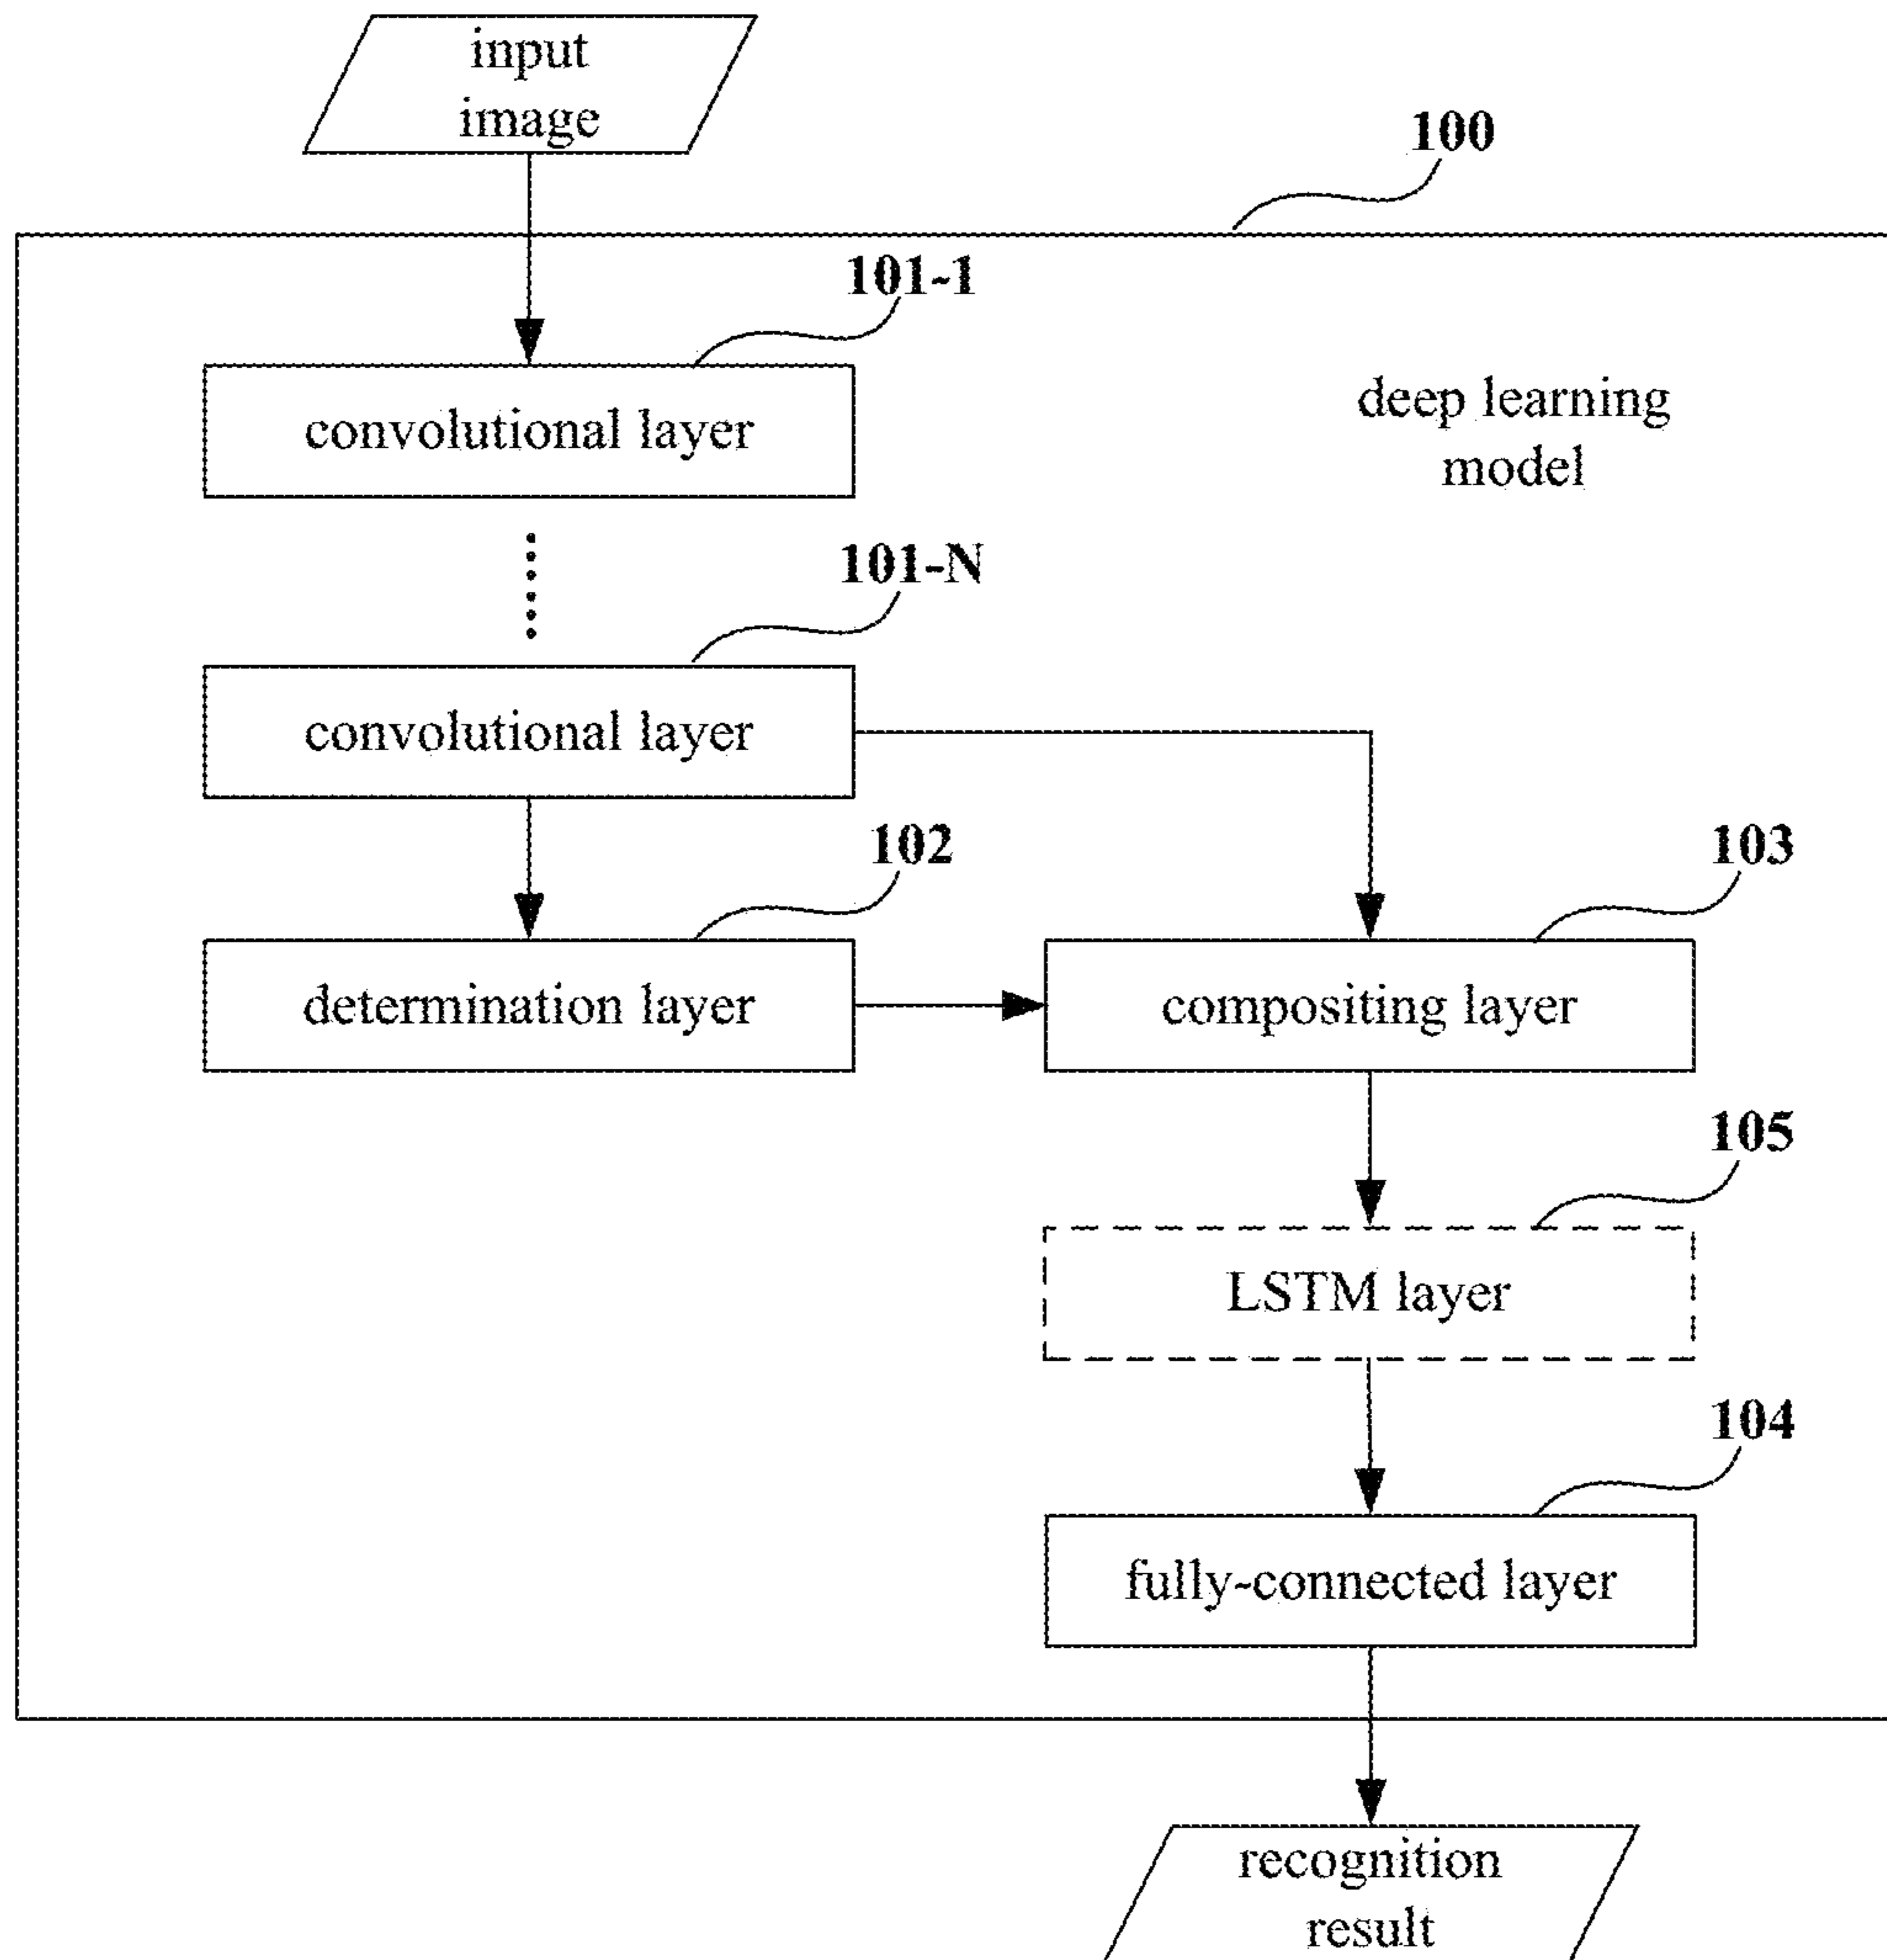 input
image
100
101-1
convolutional layer
deep learning
model
101-N
convolutional layer
102
103
determination layer
compositing layer
105
LSTM layer
104
fully-connected layer
recognition
result